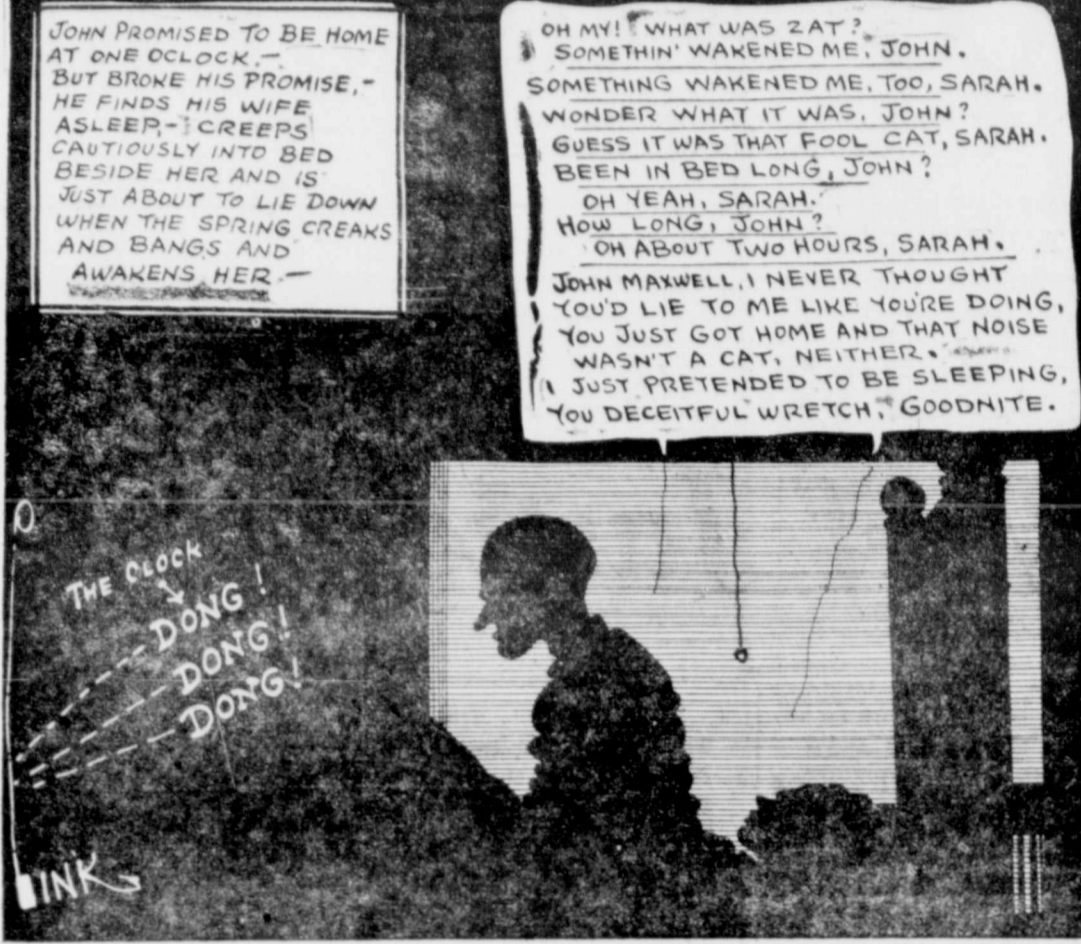 JOHN PROMISED TO BE HOME
AT ONE OCLOCK.—
BUT BROKE HIS PROMISE,—
HE FINDS HIS WIFE
ASLEEP,— CREEPS
CAUTIOUSLY INTO BED
BESIDE HER AND IS
JUST ABOUT TO LIE DOWN
WHEN THE SPRING CREAKS
AND BANGS AND
AWAKENS HER.—
OH MY! WHAT WAS ZAT?
SOMETHIN' WAKENED ME, JOHN.
SOMETHING WAKENED ME, TOO, SARAH.
WONDER WHAT IT WAS, JOHN?
GUESS IT WAS THAT FOOL CAT, SARAH.
BEEN IN BED LONG, JOHN?
OH YEAH, SARAH.
HOW LONG, JOHN?
OH ABOUT TWO HOURS, SARAH.
JOHN MAXWELL, I NEVER THOUGHT
YOU'D LIE TO ME LIKE YOU'RE DOING,
YOU JUST GOT HOME AND THAT NOISE
WASN'T A CAT, NEITHER.
I JUST PRETENDED TO BE SLEEPING,
YOU DECEITFUL WRETCH, GOODNITE.
THE CLOCK
DONG!
DONG!
DONG!
INK